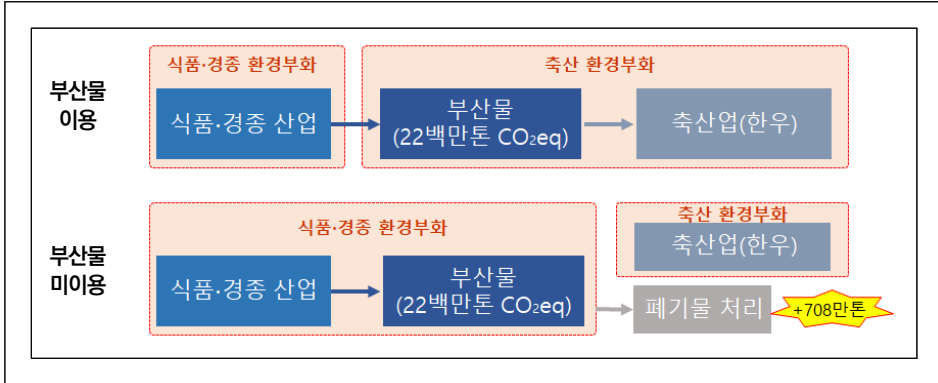 부산물
이용
식품·경종 환경부화
식품·경종 산업
축산 환경부화
부산물
(22백만톤 CO₂eq)
축산업(한우)
부산물
미이용
식품·경종 환경부화
식품·경종 산업
부산물
(22백만톤 CO₂eq)
축산 환경부화
축산업(한우)
폐기물 처리
+708만톤